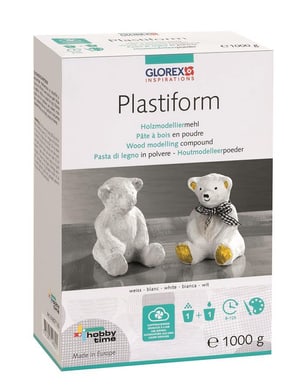 GLOREX
INSPIRATIONS
Plastiform
Holzmodelliermehl
Pâte à bois en poudre
Wood modelling compound
Pasta di legno in polvere - Houtmodelleerpoeder
weiss - blanc - white - bianca - wit
hobby
time
Made in Europe
1 + 1
℮ 1000 g
1000 g